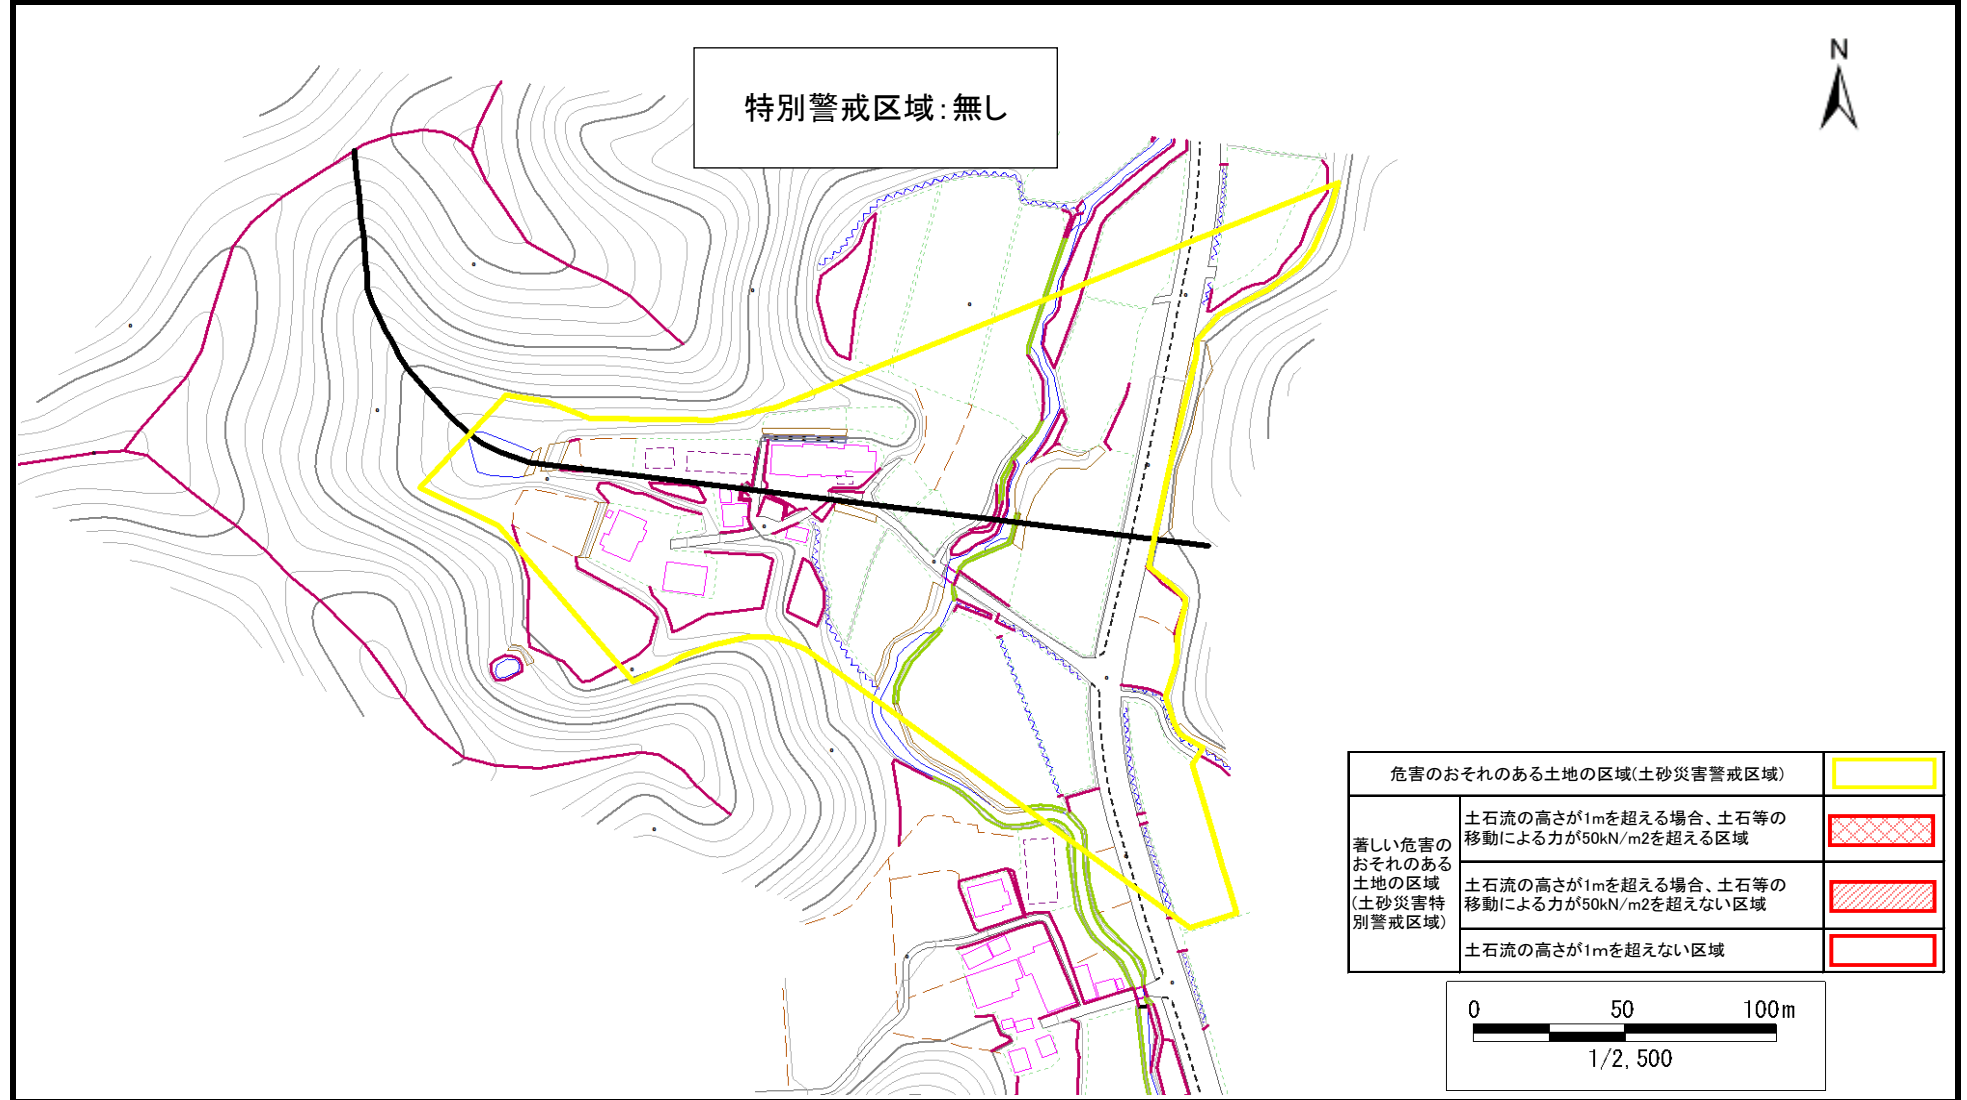 特別警戒区域：無し
N
危害のおそれのある土地の区域(土砂災害警戒区域)
著しい危害の
おそれのある
土地の区域
(土砂災害特
別警戒区域)
土石流の高さが1mを超える場合、土石等の
移動による力が50kN/m2を超える区域
土石流の高さが1mを超える場合、土石等の
移動による力が50kN/m2を超えない区域
土石流の高さが1mを超えない区域
0 50 100m
1/2,500